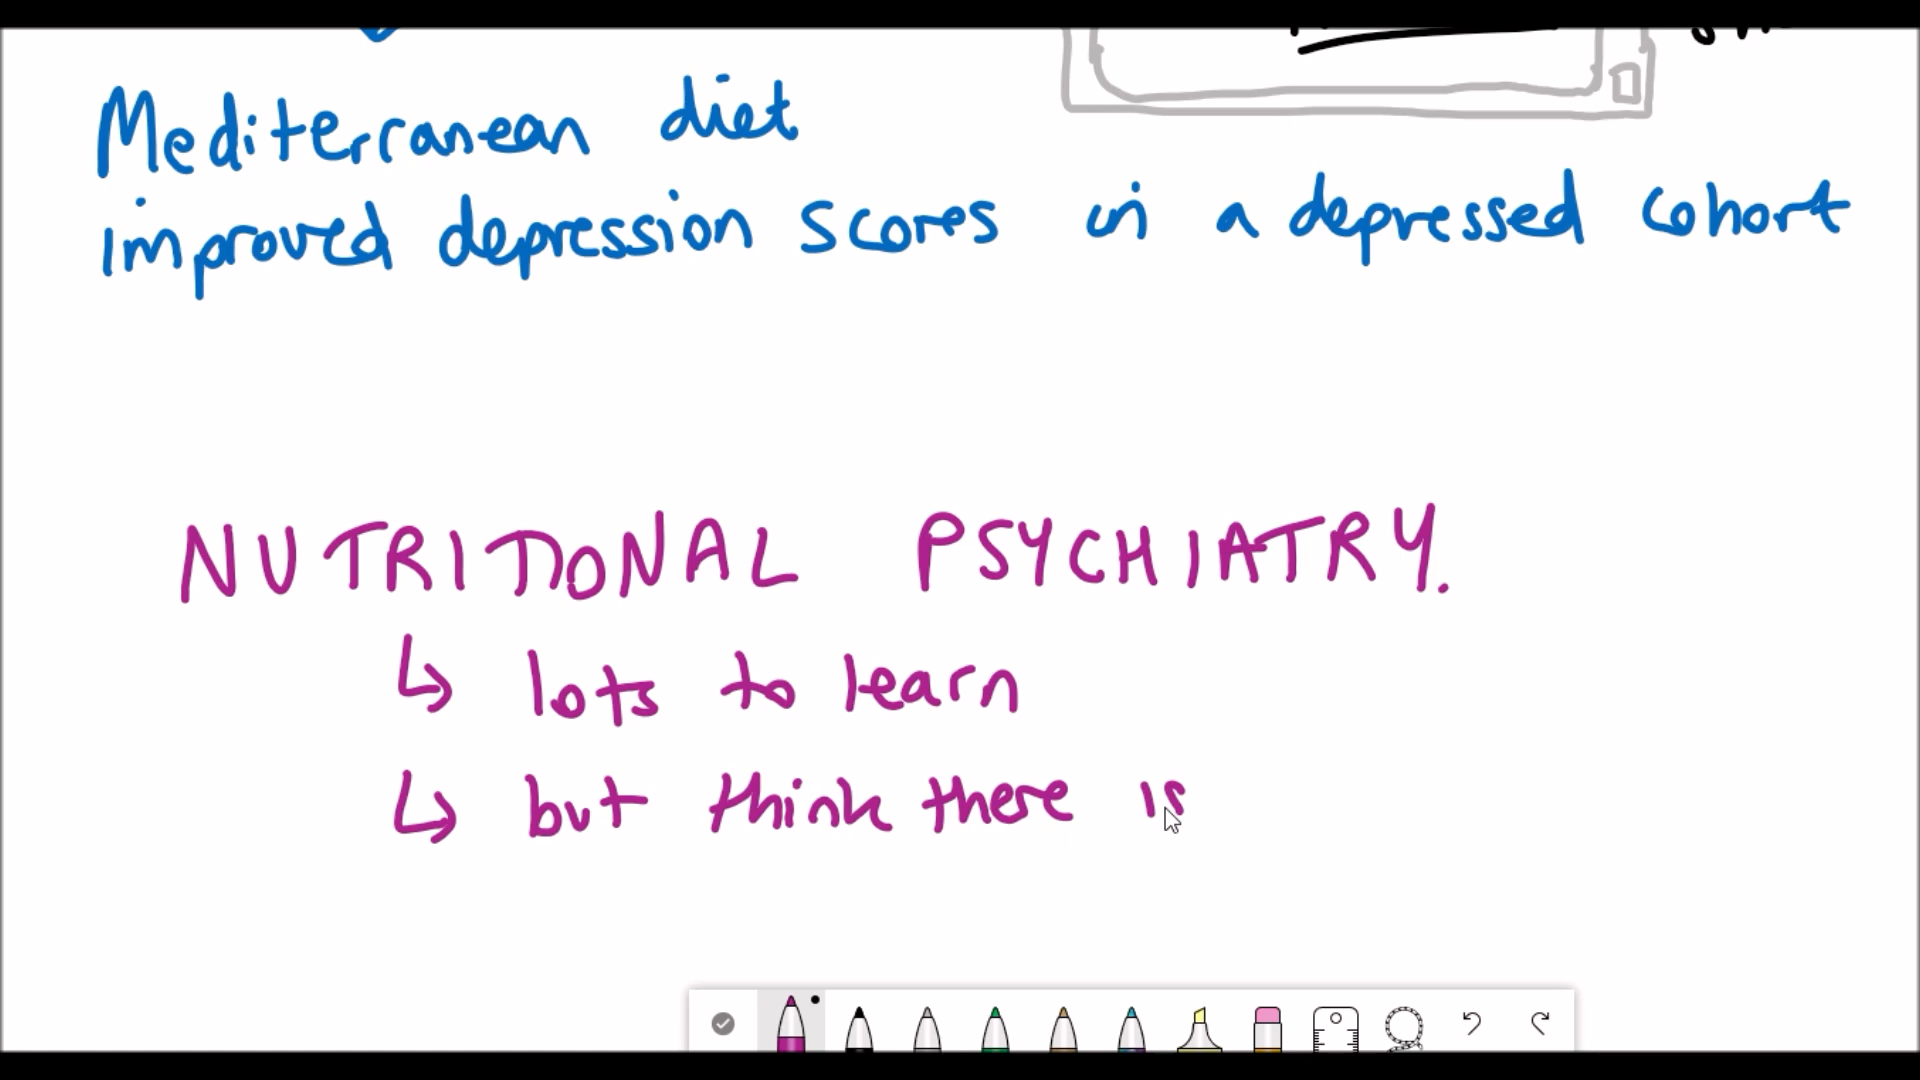 Mediterranean diet
improved depression scores in a depressed cohort
NUTRITIONAL PSYCHIATRY.
↳ lots to learn
↳ but think there is